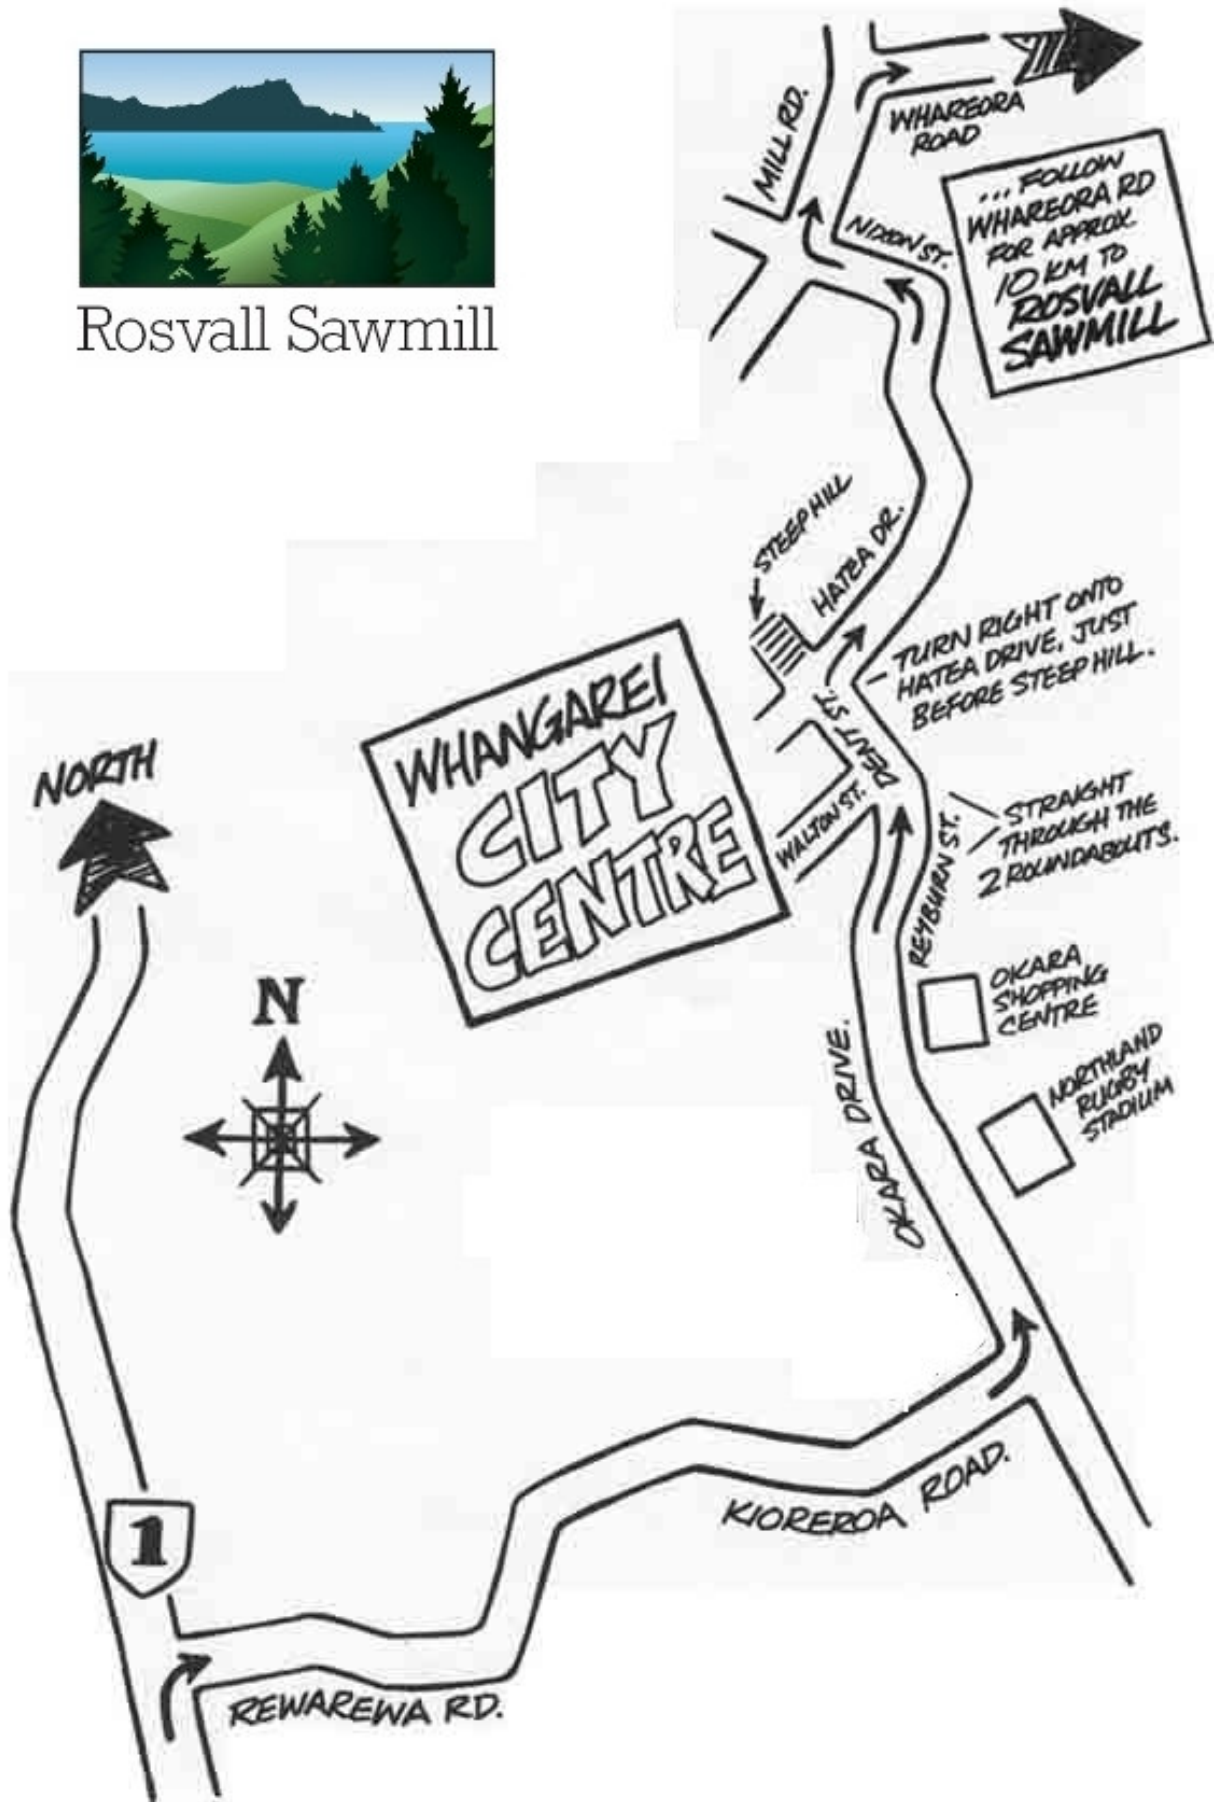 Rosvall Sawmill
MILL RD.
WHAREORA
ROAD
... FOLLOW
WHAREORA RD
FOR APPROX.
10 KM TO
ROSVALL
SAWMILL
NIXON ST.
STEEP HILL
HATEA DR.
TURN RIGHT ONTO
HATEA DRIVE, JUST
BEFORE STEEP HILL.
WHANGAREI
CITY
CENTRE
DENT ST.
WALTON ST.
REYBURN ST.
STRAIGHT
THROUGH THE
2 ROUNDABOUTS.
NORTH
OKARA
SHOPPING
CENTRE
N
OKARA DRIVE.
NORTHLAND
RUGBY
STADIUM
KIOREROA ROAD.
1
REWAREWA RD.